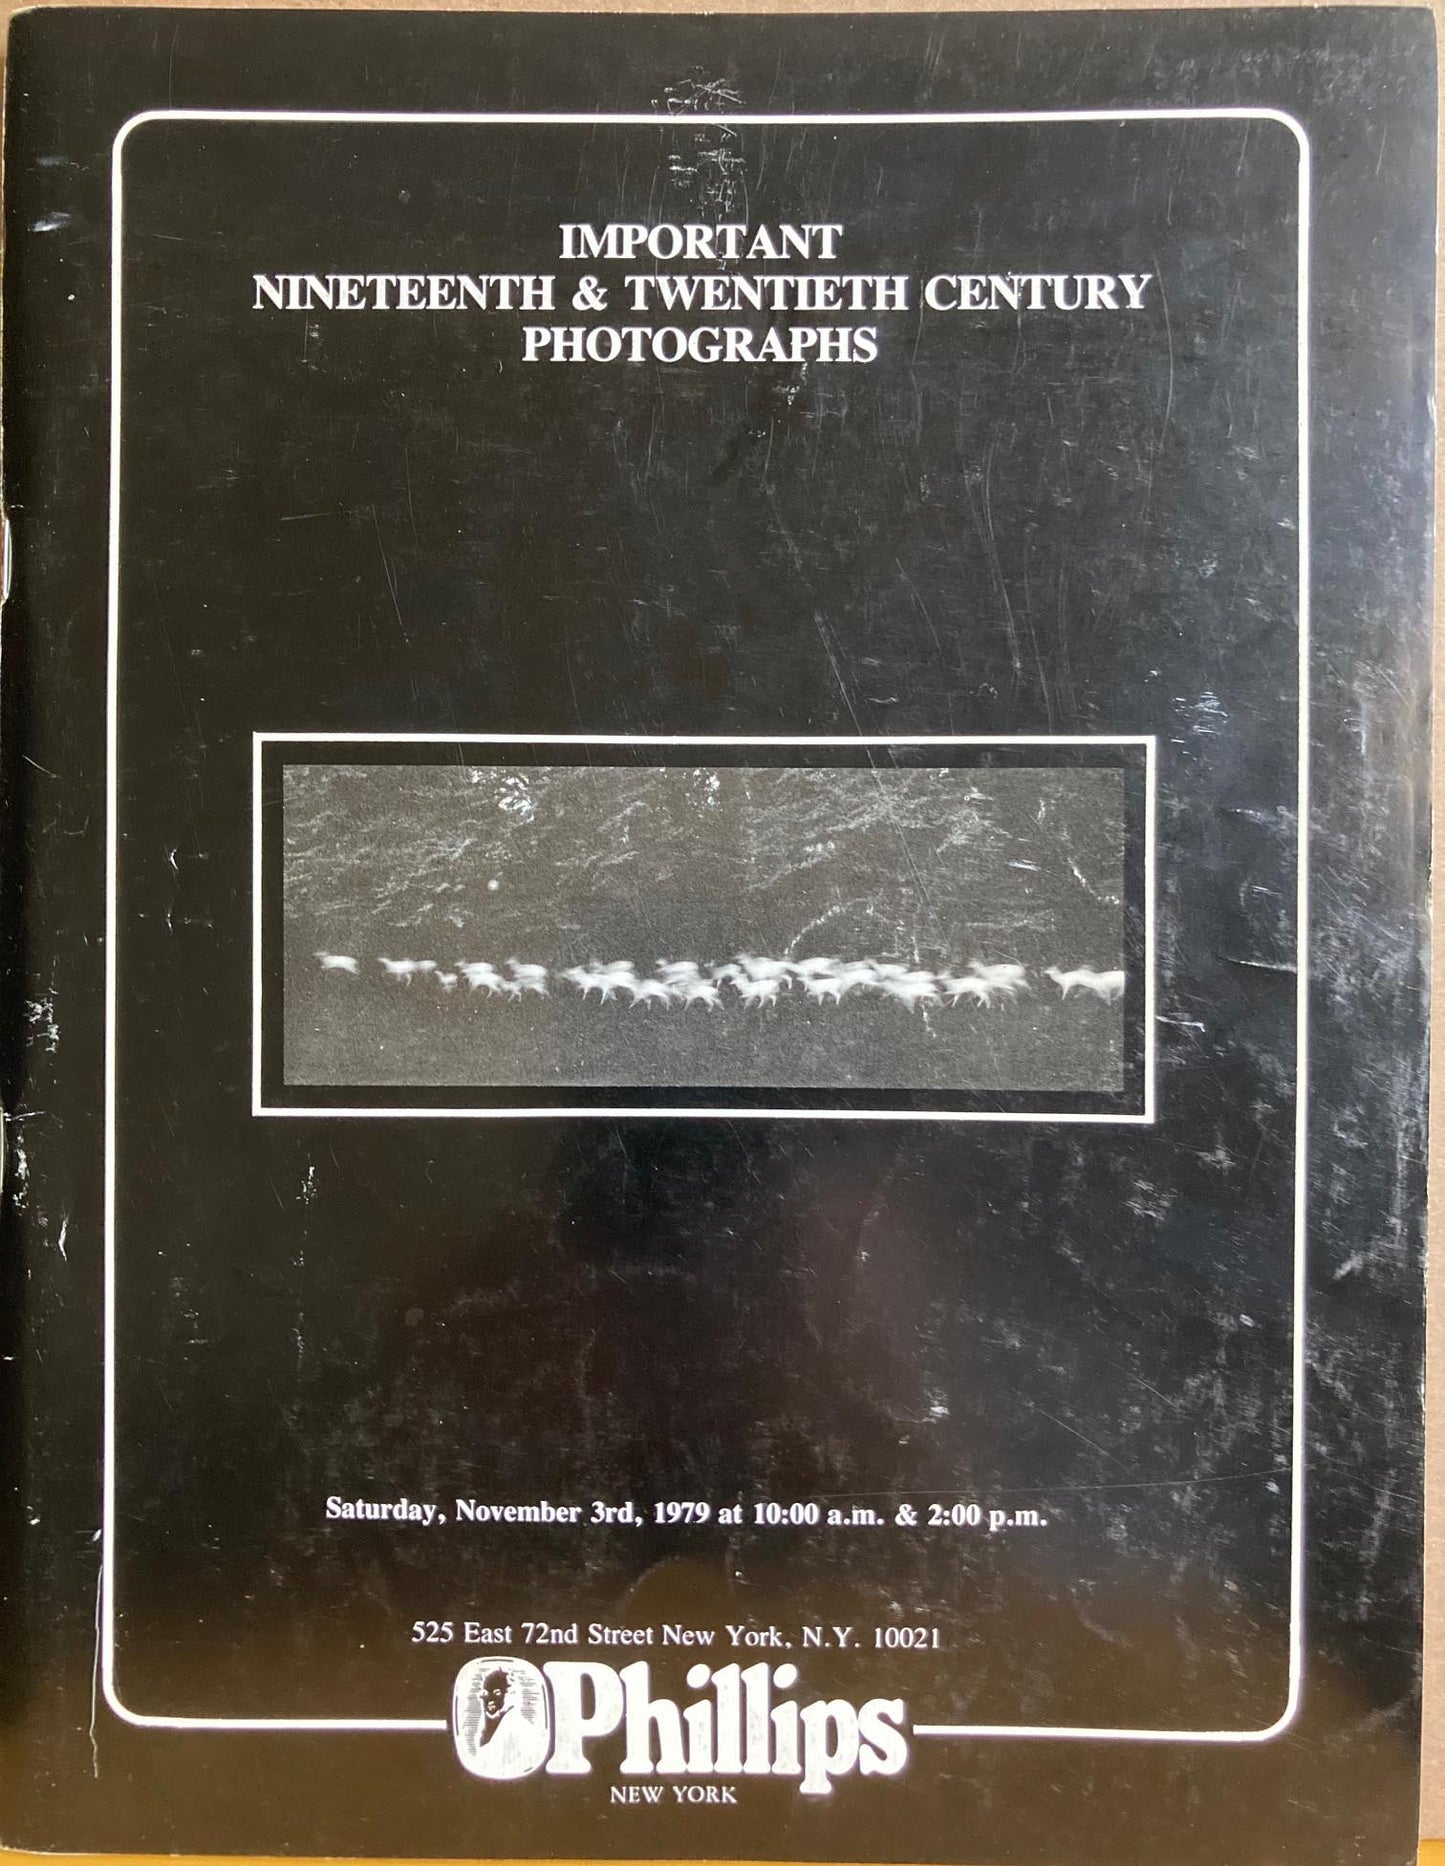 IMPORTANT
NINETEENTH & TWENTIETH CENTURY
PHOTOGRAPHS
Saturday, November 3rd, 1979 at 10:00 a.m. & 2:00 p.m.
525 East 72nd Street New York, N.Y. 10021
Phillips
NEW YORK